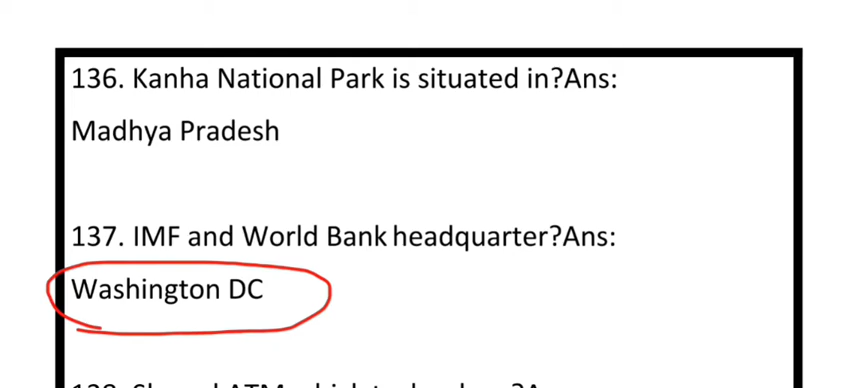 136. Kanha National Park is situated in?Ans:
Madhya Pradesh
137. IMF and World Bank headquarter?Ans:
Washington DC